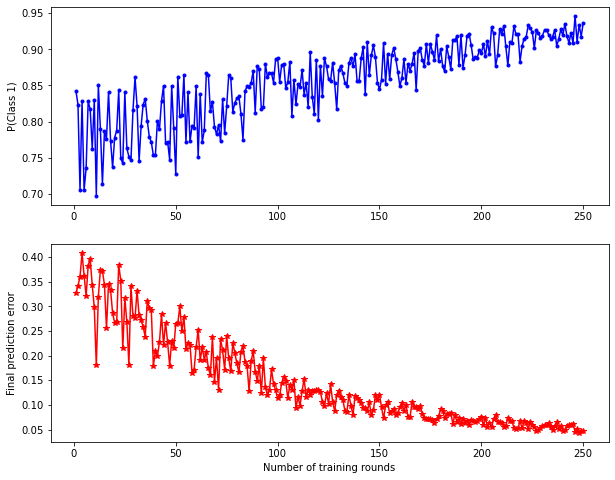 P(Class 1)
0.95
0.90
0.85
0.80
0.75
0.70
0 50 100 150 200 250
Final prediction error
0.40
0.35
0.30
0.25
0.20
0.15
0.10
0.05
0 50 100 150 200 250
Number of training rounds